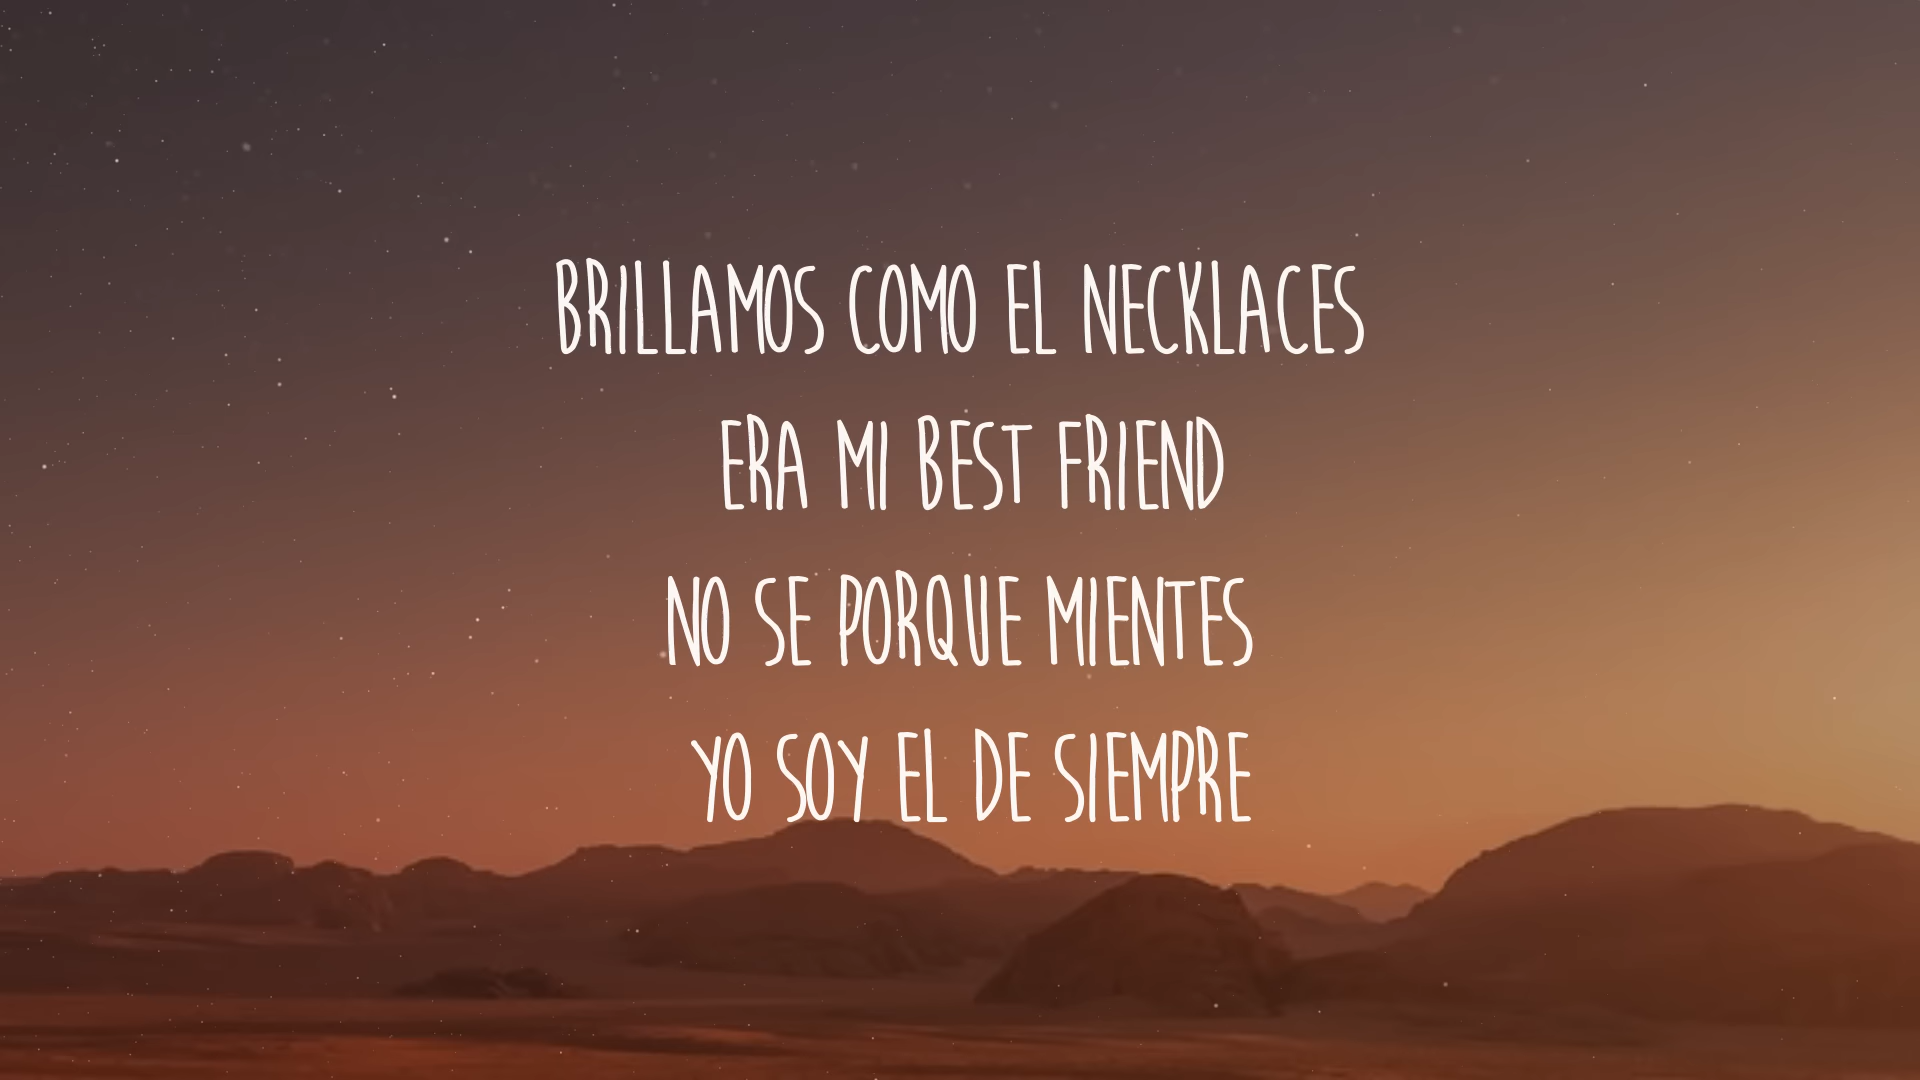 BRILLAMOS COMO EL NECKLACES
ERA MI BEST FRIEND
NO SE PORQUE MIENTES
YO SOY EL DE SIEMPRE